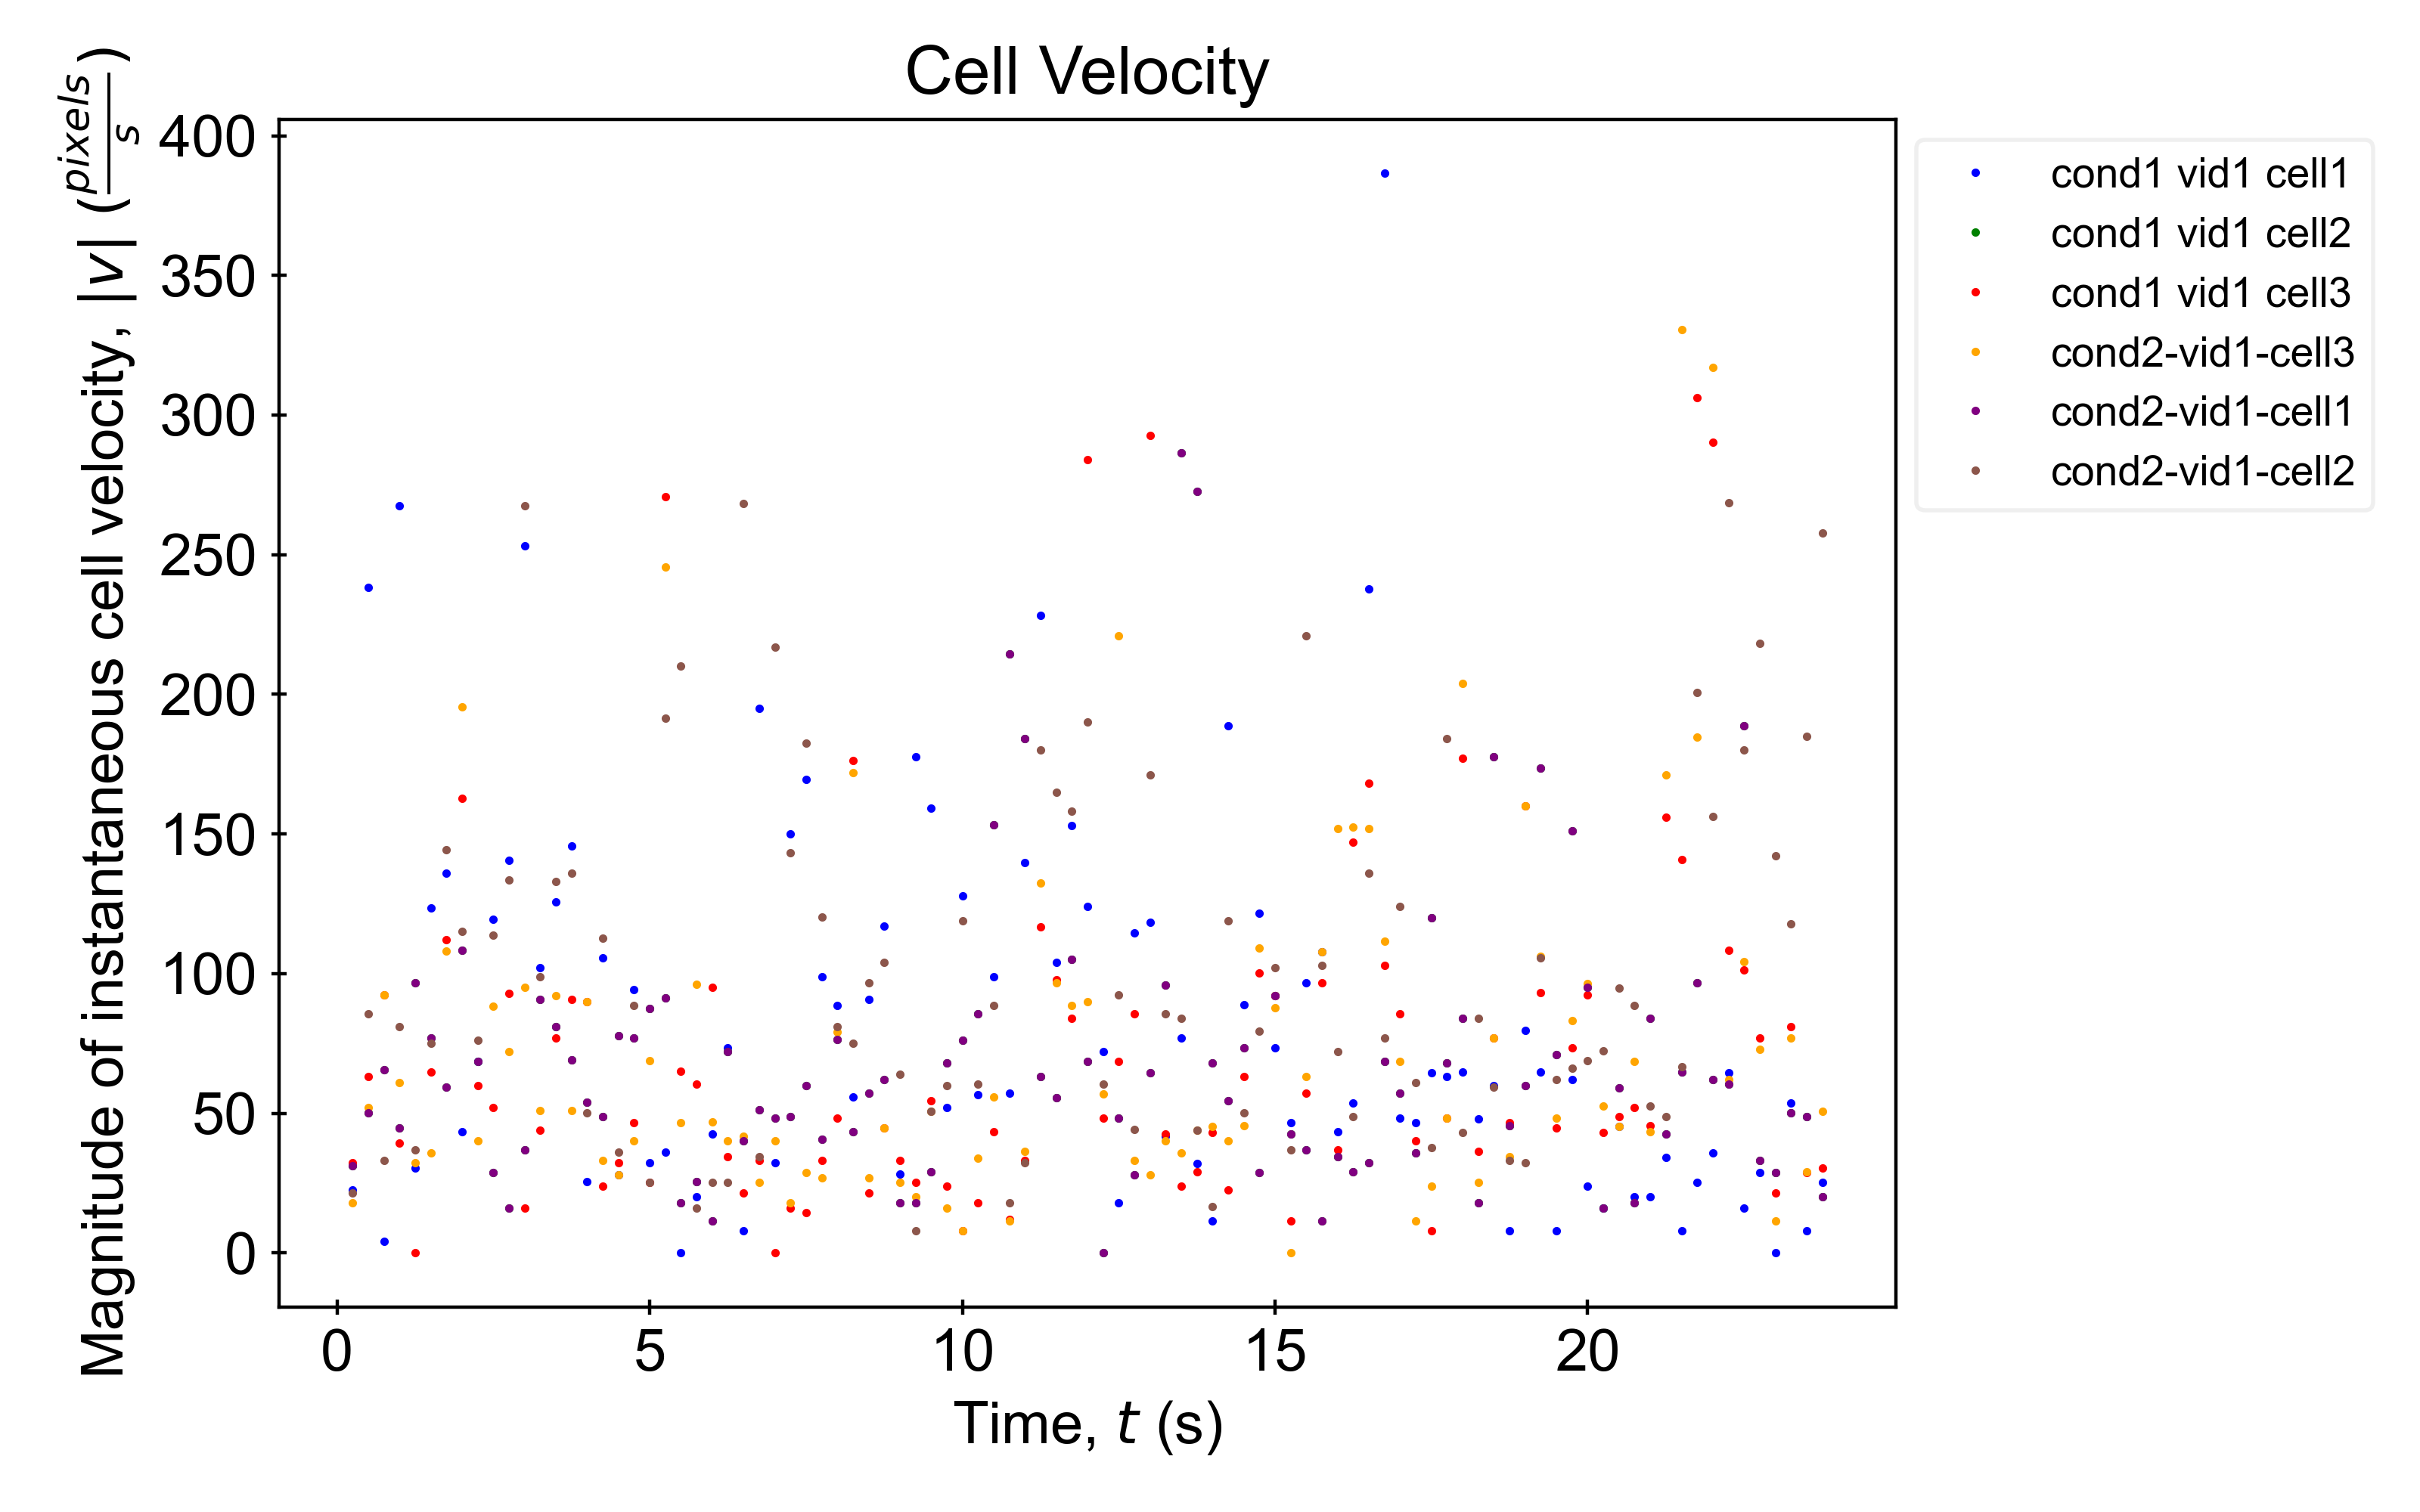 Cell Velocity
Magnitude of instantaneous cell velocity, |v| (pixels/s)
400
350
300
250
200
150
100
50
0
0 5 10 15 20
Time, t (s)
cond1 vid1 cell1
cond1 vid1 cell2
cond1 vid1 cell3
cond2-vid1-cell3
cond2-vid1-cell1
cond2-vid1-cell2